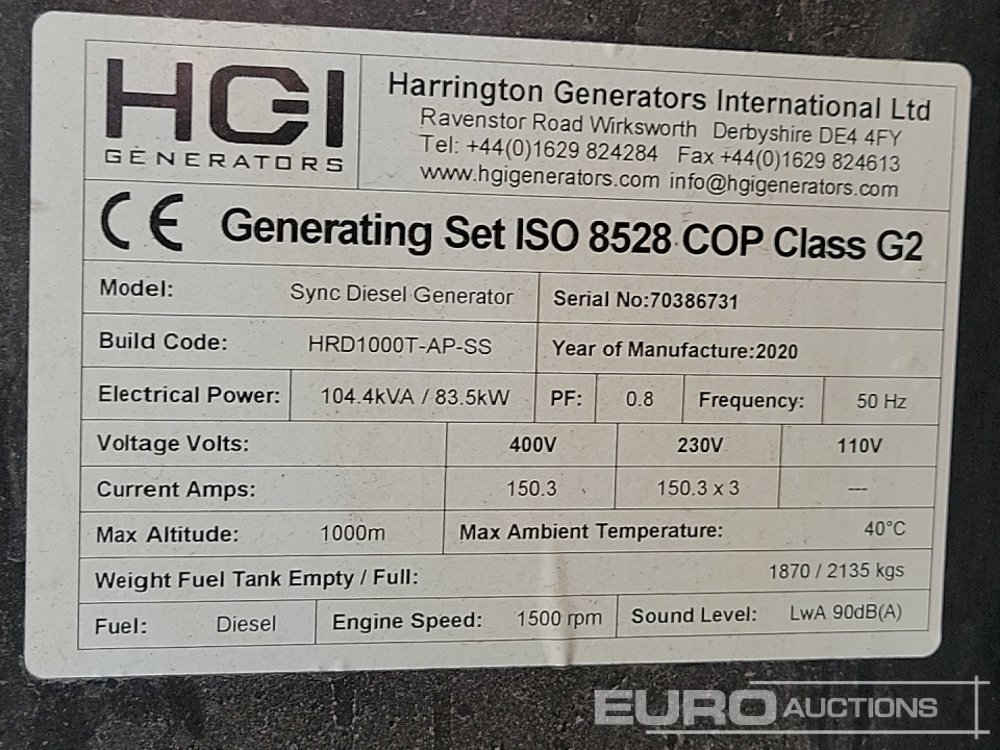 HGI
GENERATORS
Harrington Generators International Ltd
Ravenstor Road Wirksworth Derbyshire DE4 4FY
Tel: +44(0)1629 824284 Fax +44(0)1629 824613
www.hgigenerators.com info@hgigenerators.com
CE Generating Set ISO 8528 COP Class G2
Model: Sync Diesel Generator Serial No:70386731
Build Code: HRD1000T-AP-SS Year of Manufacture:2020
Electrical Power: 104.4kVA / 83.5kW PF: 0.8 Frequency: 50 Hz
Voltage Volts: 400V 230V 110V
Current Amps: 150.3 150.3 x 3 ---
Max Altitude: 1000m Max Ambient Temperature: 40°C
Weight Fuel Tank Empty / Full: 1870 / 2135 kgs
Fuel: Diesel Engine Speed: 1500 rpm Sound Level: LwA 90dB(A)
EURO AUCTIONS